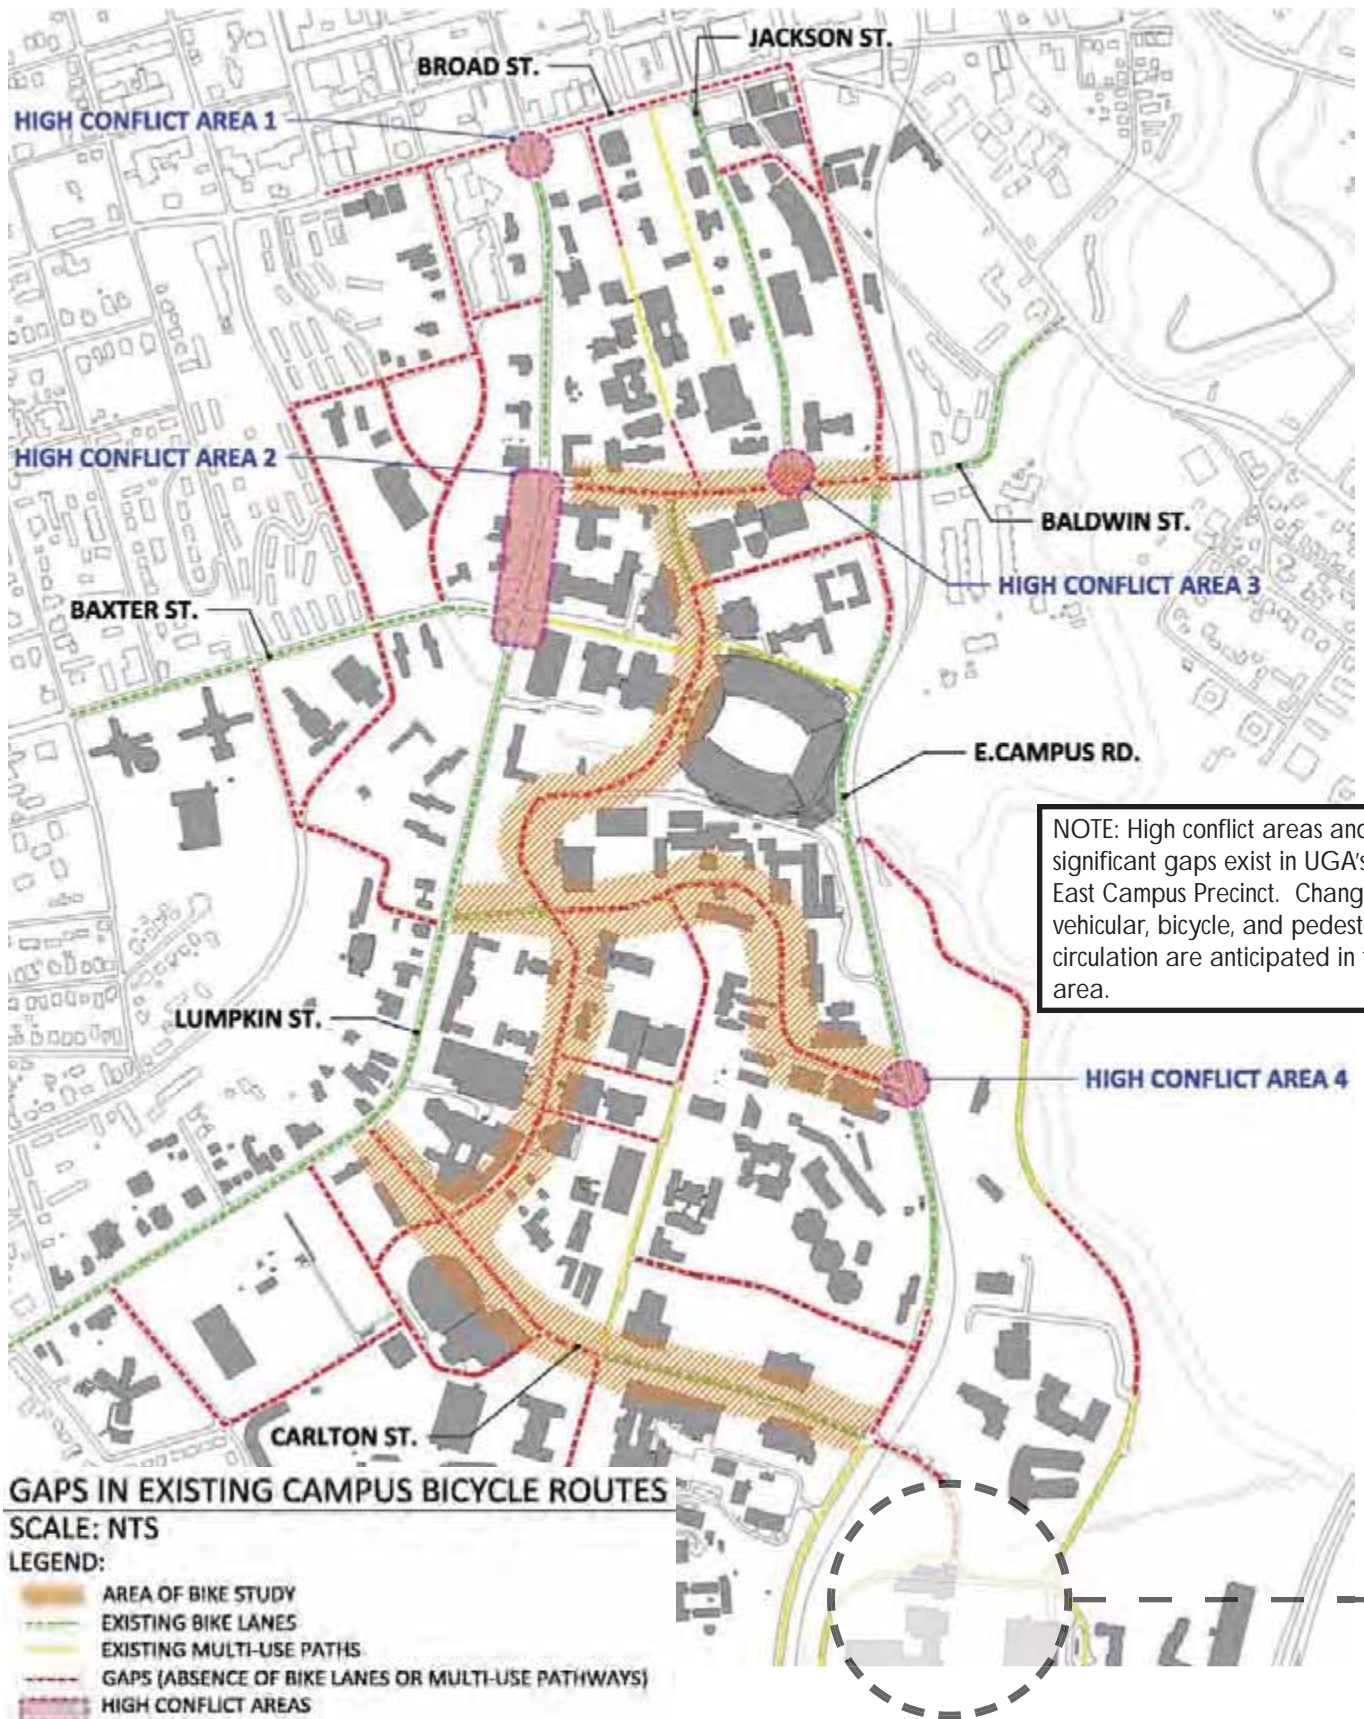 JACKSON ST.
BROAD ST.
HIGH CONFLICT AREA 1
HIGH CONFLICT AREA 2
BALDWIN ST.
HIGH CONFLICT AREA 3
BAXTER ST.
E.CAMPUS RD.
NOTE: High conflict areas and
significant gaps exist in UGA's
East Campus Precinct. Chang
vehicular, bicycle, and pedest
circulation are anticipated in
area.
LUMPKIN ST.
HIGH CONFLICT AREA 4
CARLTON ST.
GAPS IN EXISTING CAMPUS BICYCLE ROUTES
SCALE: NTS
LEGEND:
AREA OF BIKE STUDY
EXISTING BIKE LANES
EXISTING MULTI-USE PATHS
GAPS (ABSENCE OF BIKE LANES OR MULTI-USE PATHWAYS)
HIGH CONFLICT AREAS